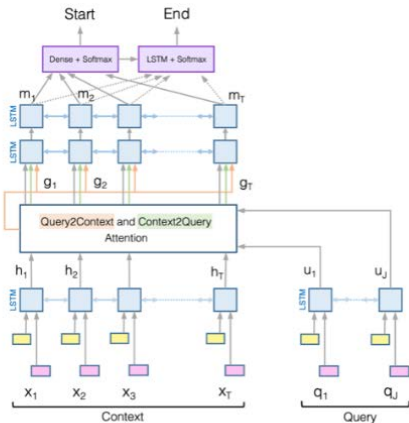 Start End
Dense + Softmax LSTM + Softmax
m1 m2 mT
LSTM
LSTM
g1 g2 gT
Query2Context and Context2Query
Attention
h1 h2 hT u1 uJ
LSTM LSTM
x1 x2 x3 xT q1 qJ
Context Query